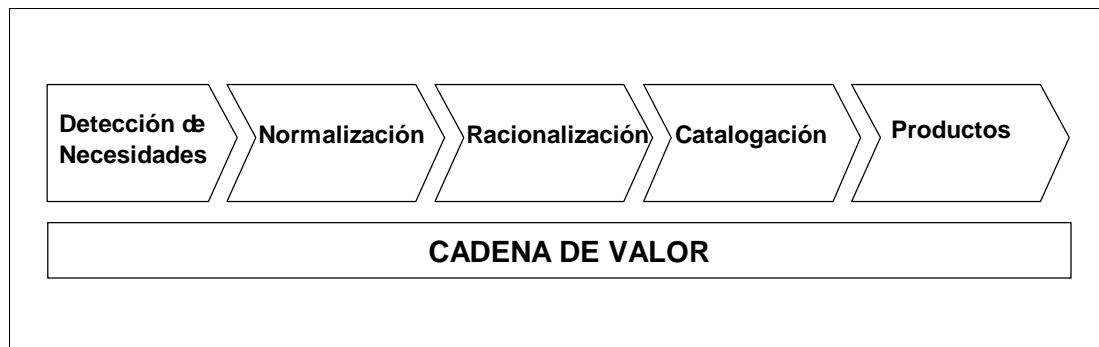 Detección de
Necesidades
Normalización
Racionalización
Catalogación
Productos
CADENA DE VALOR